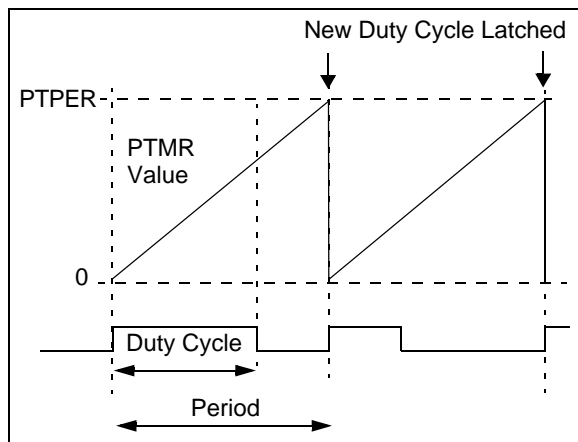 New Duty Cycle Latched
PTPER
PTMR
Value
0
Duty Cycle
Period